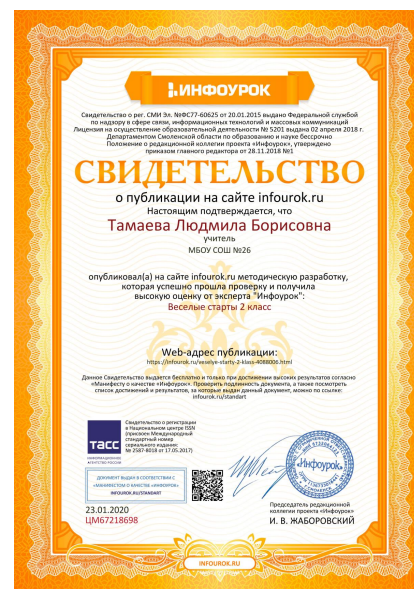 ИНФОУРОК
Свидетельство о рег. СМИ Эл. №ФС77-60625 от 20.01.2015 выдано Федеральной службой
по надзору в сфере связи, информационных технологий и массовых коммуникаций
Лицензия на осуществление образовательной деятельности № 5201 выдана 02 апреля 2018 г.
Департаментом Смоленской области по образованию и науке бессрочно
Положение о редакционной коллегии проекта «Инфоурок», утверждено
приказом главного редактора от 28.11.2018 №1
СВИДЕТЕЛЬСТВО
о публикации на сайте infourok.ru
Настоящим подтверждается, что
Тамаева Людмила Борисовна
учитель
МБОУ СОШ №26
опубликовал(а) на сайте infourok.ru методическую разработку,
которая успешно прошла проверку и получила
высокую оценку от эксперта "Инфоурок":
Веселые старты 2 класс
Web-адрес публикации:
https://infourok.ru/veselye-starty-2-klass-4088006.html
Данное Свидетельство выдается бесплатно и только при достижении высоких результатов согласно
«Манифесту о качестве «Инфоурок». Проверить подлинность документа, а также посмотреть
список достижений и результатов, за которые выдан данный документ, можно по ссылке:
infourok.ru/standart
Свидетельство о регистрации
в Национальном центре ISSN
(присвоен Международный
стандартный номер
сериального издания:
№ 2587-8018 от 17.05.2017)
ТАСС
ИНФОРМАЦИОННОЕ
АГЕНТСТВО РОССИИ
ДОКУМЕНТ ВЫДАН В СООТВЕТСТВИИ С
«МАНИФЕСТОМ О КАЧЕСТВЕ «ИНФОУРОК»
INFOUROK.RU/STANDART
«Инфоурок»
23.01.2020
ЦМ67218698
Председатель редакционной
коллегии проекта «Инфоурок»
И. В. ЖАБОРОВСКИЙ
INFOUROK.RU